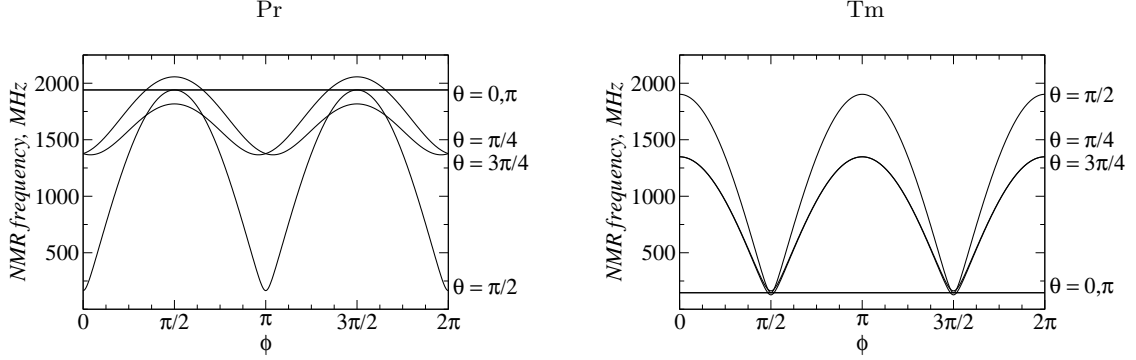 Pr
Tm
NMR frequency, MHz
2000
1500
1000
500
0
π/2
π
3π/2
2π
ϕ
θ = 0,π
θ = π/4
θ = 3π/4
θ = π/2
NMR frequency, MHz
2000
1500
1000
500
0
π/2
π
3π/2
2π
ϕ
θ = π/2
θ = π/4
θ = 3π/4
θ = 0,π